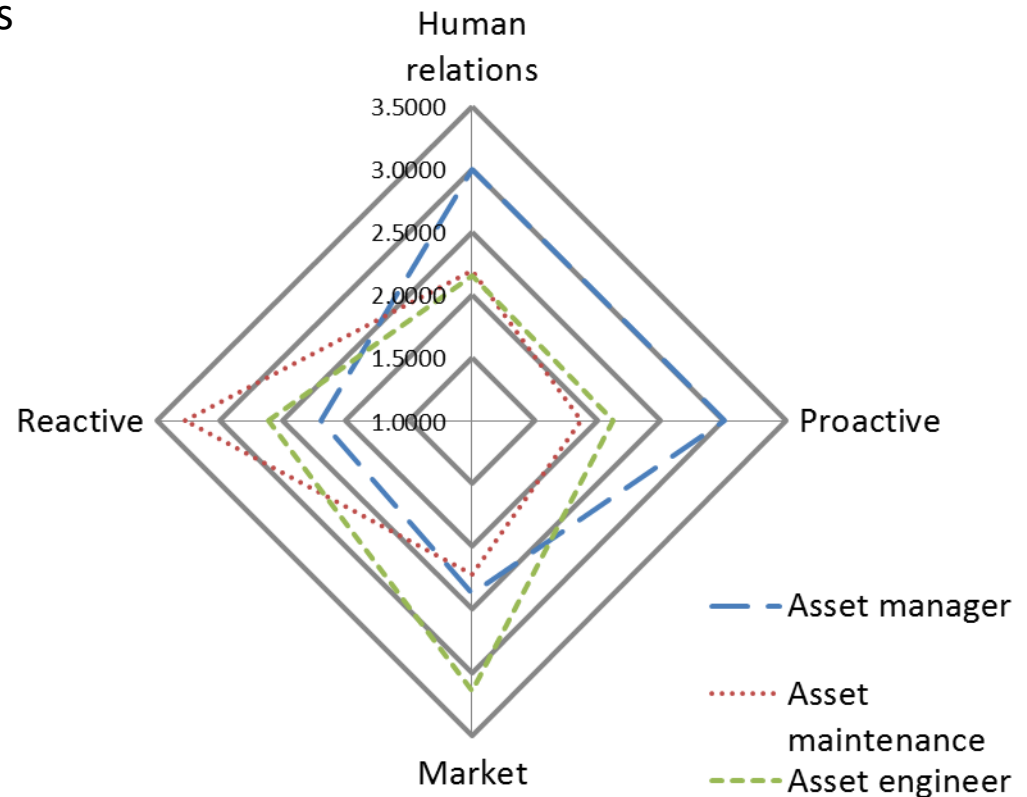 s
Human
relations
3.5000
3.0000
2.5000
2.0000
1.5000
1.0000
Reactive
Proactive
Market
Asset manager
Asset
maintenance
Asset engineer